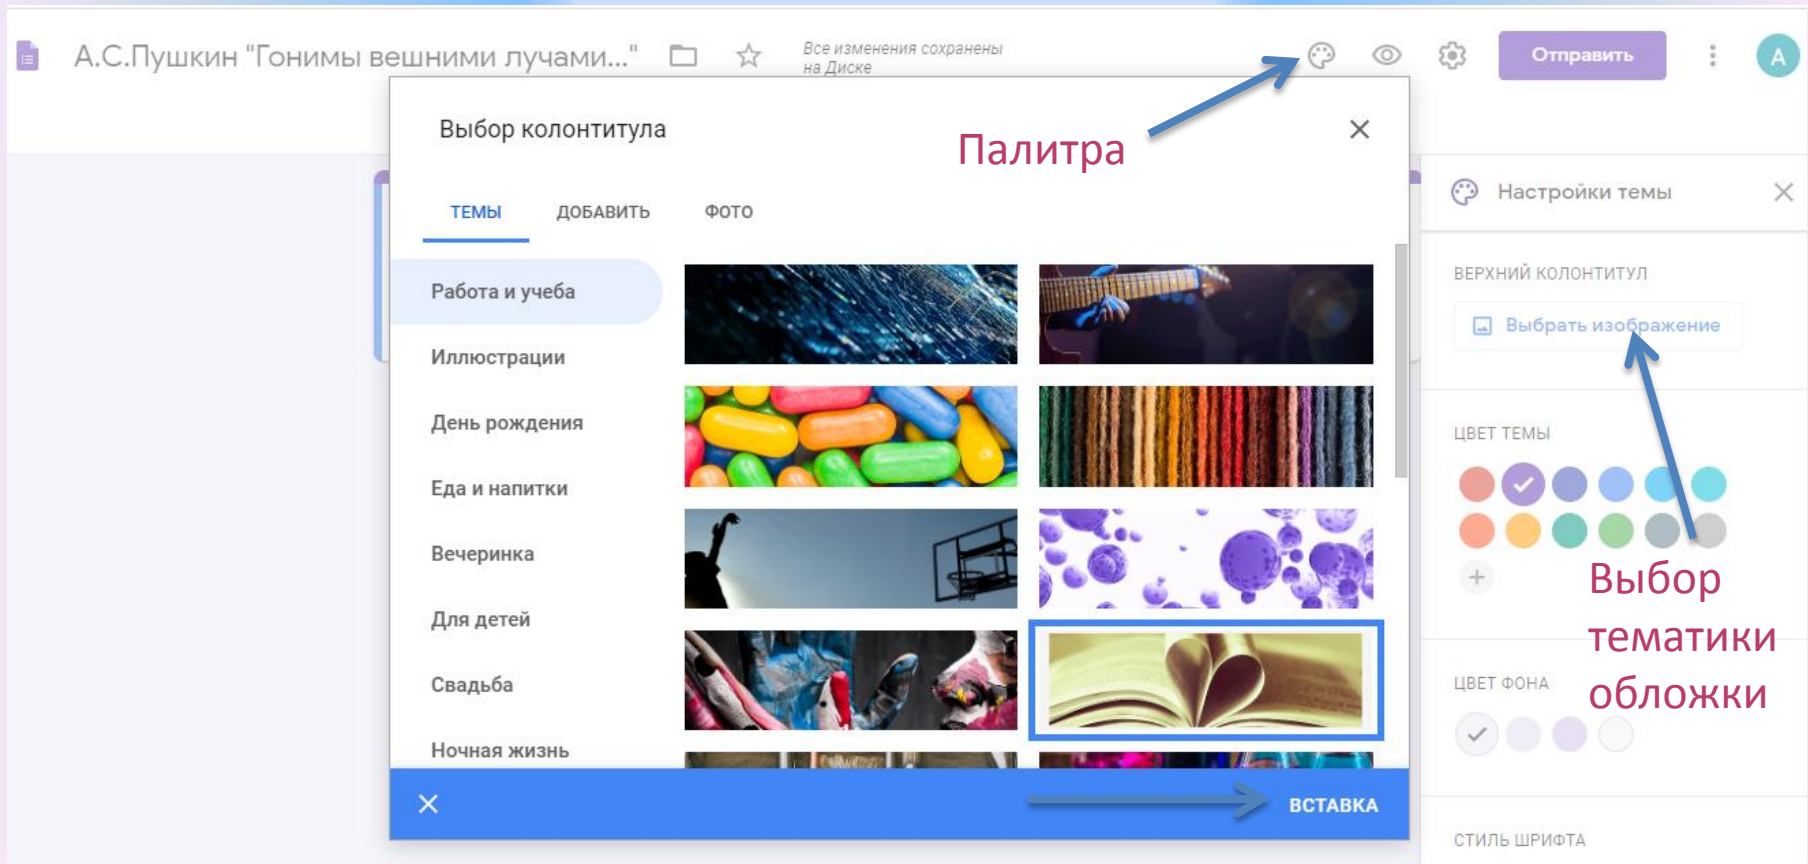 А.С.Пушкин "Гонимы вешними лучами..."
Все изменения сохранены
на Диске
Отправить
А
Палитра
Выбор колонтитула
ТЕМЫ ДОБАВИТЬ ФОТО
Работа и учеба
Иллюстрации
День рождения
Еда и напитки
Вечеринка
Для детей
Свадьба
Ночная жизнь
ВСТАВКА
Настройки темы
ВЕРХНИЙ КОЛОНТИТУЛ
Выбрать изображение
ЦВЕТ ТЕМЫ
Выбор
тематики
обложки
ЦВЕТ ФОНА
СТИЛЬ ШРИФТА